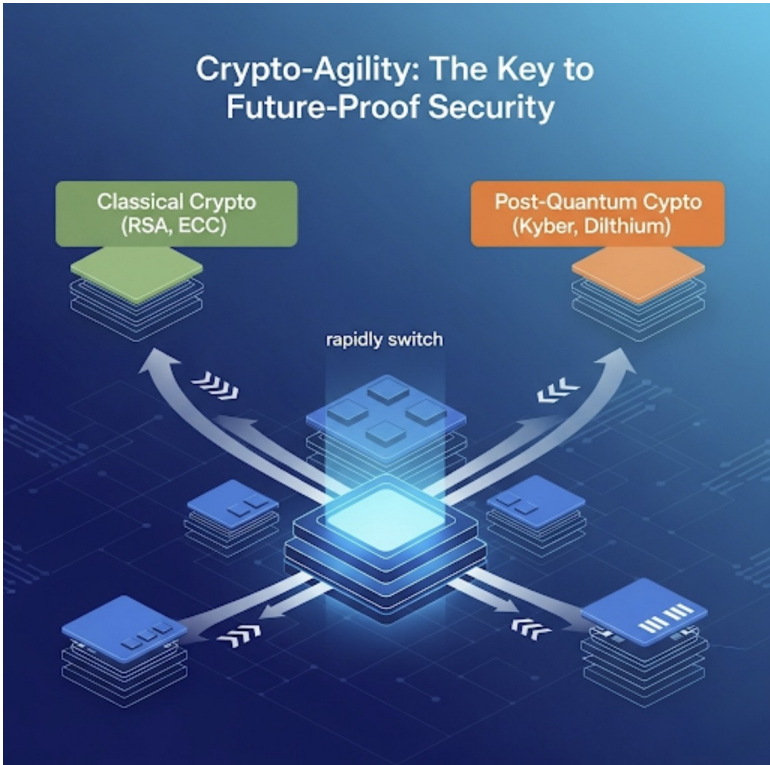 Crypto-Agility: The Key to
Future-Proof Security
Classical Crypto
(RSA, ECC)
Post-Quantum Cypto
(Kyber, Dilthium)
rapidly switch